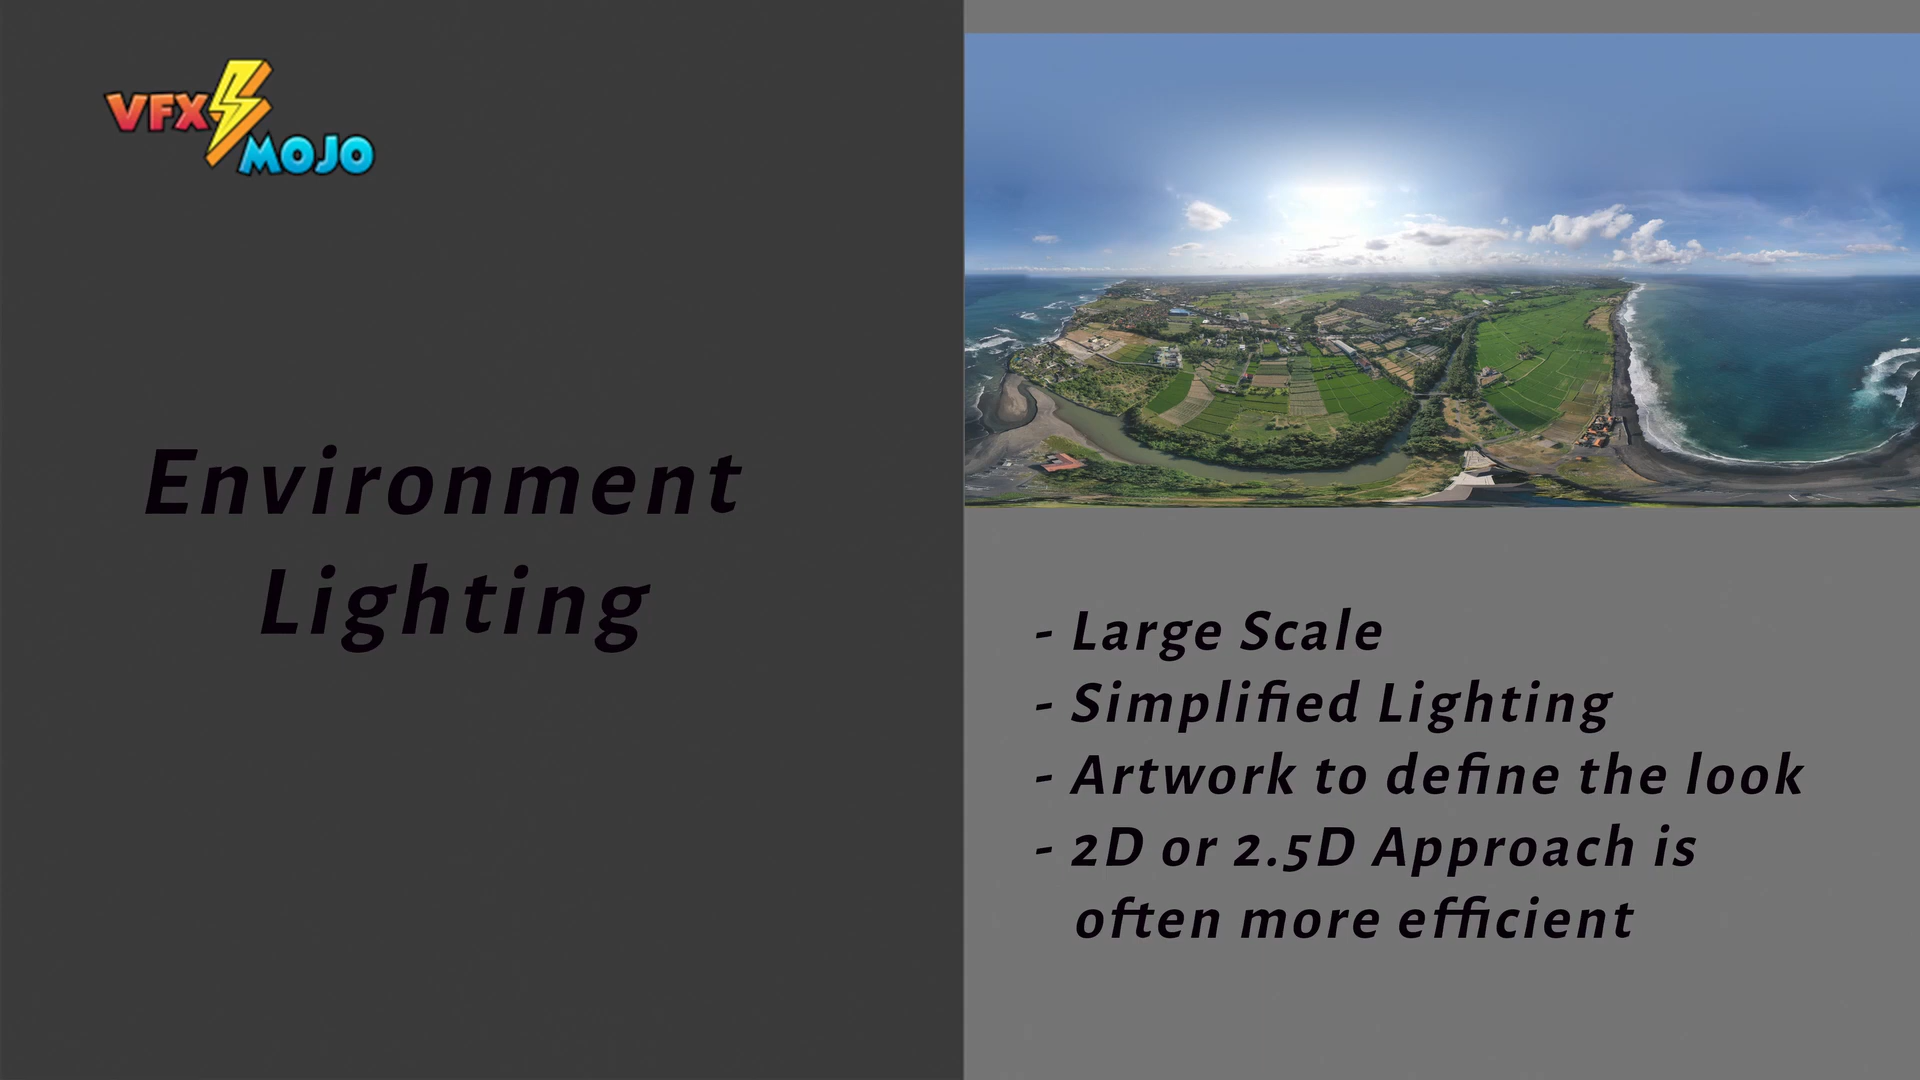 VFX MOJO
Environment
Lighting
- Large Scale
- Simplified Lighting
- Artwork to define the look
- 2D or 2.5D Approach is
often more efficient